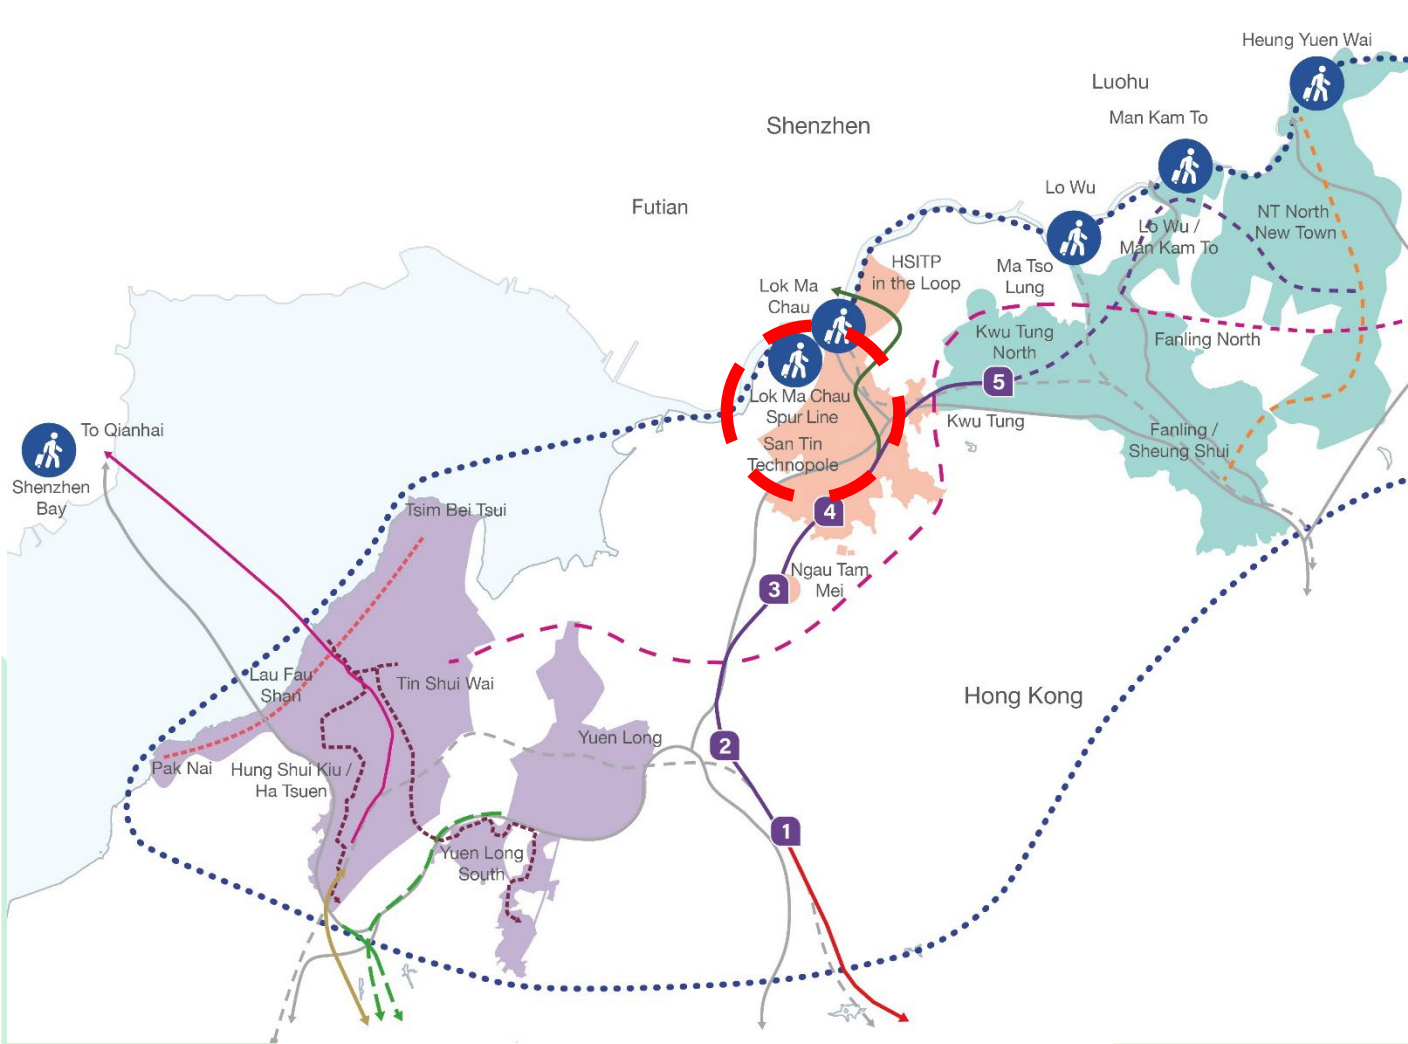 Heung Yuen Wai
Luohu
Man Kam To
Shenzhen
Lo Wu
Futian
NT North
New Town
Lo Wu /
Man Kam To
HSITP
in the Loop
Ma Tso
Lung
Lok Ma
Chau
Kwu Tung
North
Fanling North
5
Lok Ma Chau
Spur Line
Kwu Tung
San Tin
Technopole
Fanling /
Sheung Shui
To Qianhai
Shenzhen
Bay
Tsim Bei Tsui
4
Ngau Tam
Mei
3
Lau Fau
Shan
Tin Shui Wai
Hong Kong
Yuen Long
2
Pak Nai
Hung Shui Kiu /
Ha Tsuen
1
Yuen Long
South